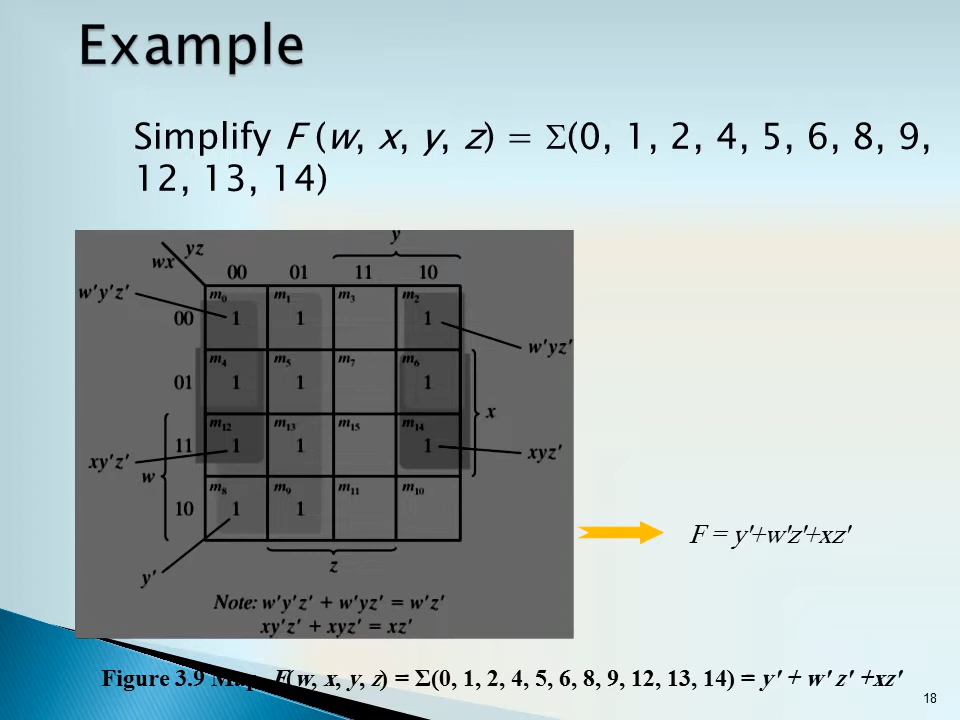 Example
Simplify F (w, x, y, z) = Σ(0, 1, 2, 4, 5, 6, 8, 9,
12, 13, 14)
y
yz
wx
00 01 11 10
w′y′z′
m0 m1 m3 m2
00 1 1 1
w′yz′
m4 m5 m7 m6
01 1 1 1
x
m12 m13 m15 m14
11 1 1 1
xyz′
xy′z′
w
m8 m9 m11 m10
10 1 1
z
y′
Note: w′y′z′ + w′yz′ = w′z′
xy′z′ + xyz′ = xz′
F = y′+w′z′+xz′
Figure 3.9 F(w, x, y, z) = Σ(0, 1, 2, 4, 5, 6, 8, 9, 12, 13, 14) = y′ + w′ z′ +xz′
18